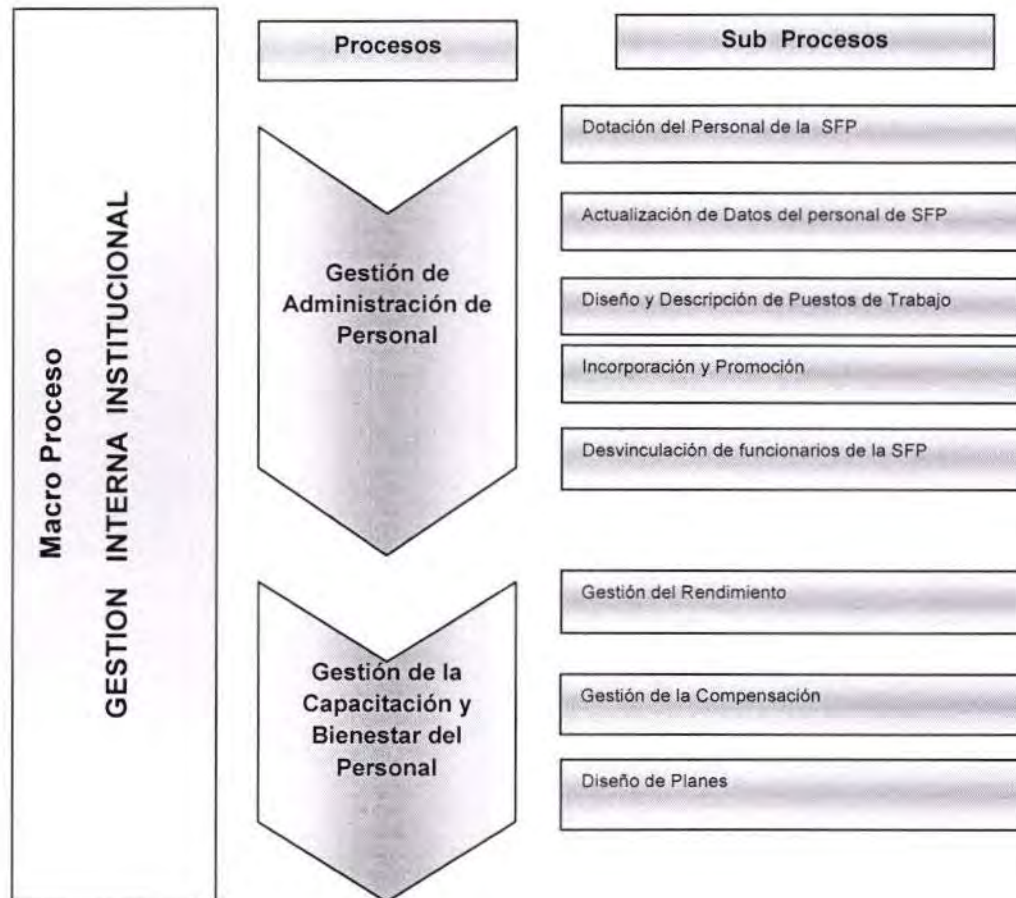 Macro Proceso
GESTION INTERNA INSTITUCIONAL
Procesos
Gestión de
Administración de
Personal
Gestión de la
Capacitación y
Bienestar del
Personal
Sub Procesos
Dotación del Personal de la SFP
Actualización de Datos del personal de SFP
Diseño y Descripción de Puestos de Trabajo
Incorporación y Promoción
Desvinculación de funcionarios de la SFP
Gestión del Rendimiento
Gestión de la Compensación
Diseño de Planes